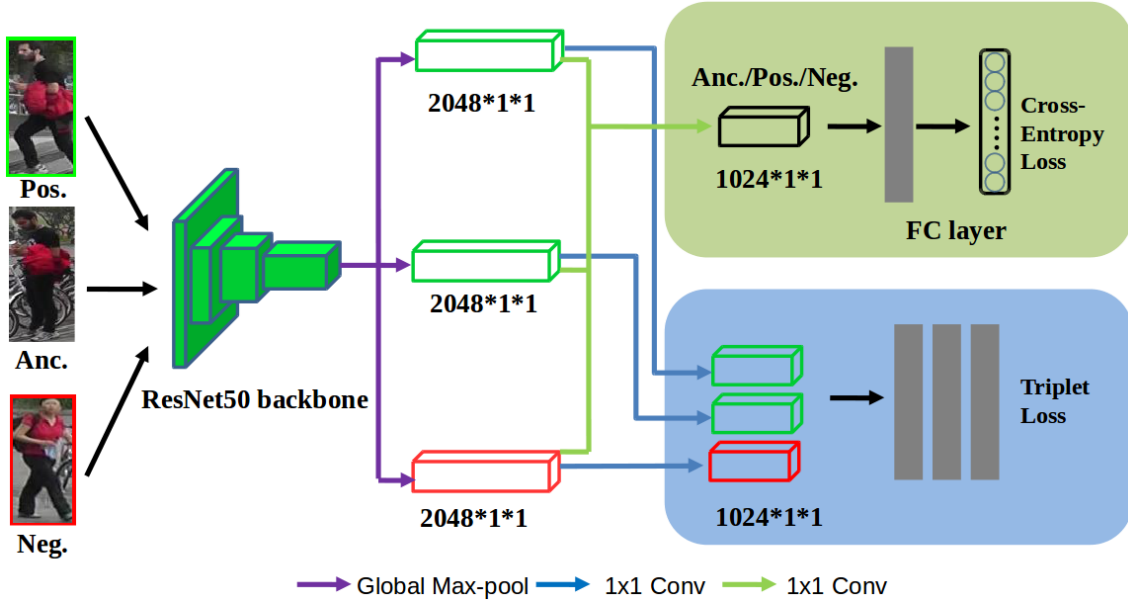 Pos.
Anc.
Neg.
ResNet50 backbone
2048*1*1
2048*1*1
2048*1*1
Anc./Pos./Neg.
1024*1*1
FC layer
Cross-
Entropy
Loss
1024*1*1
Triplet
Loss
Global Max-pool
1x1 Conv
1x1 Conv